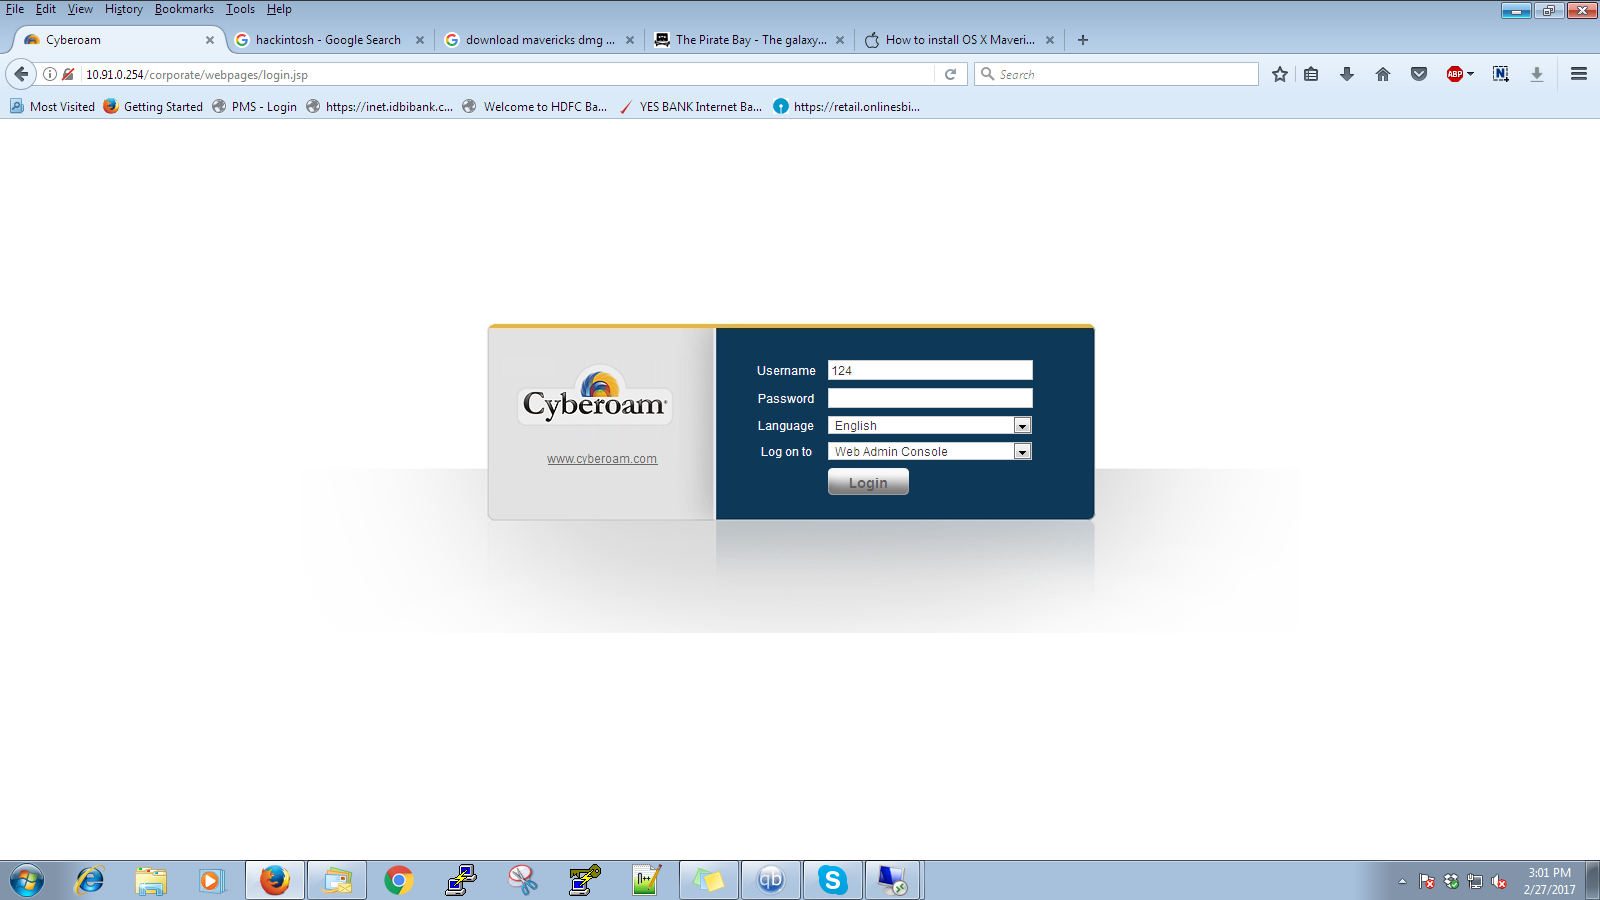 File Edit View History Bookmarks Tools Help
Cyberoam
hackintosh - Google Search
download mavericks dmg ...
The Pirate Bay - The galaxy...
How to install OS X Maveri...
10.91.0.254/corporate/webpages/login.jsp
Search
ABP
N
Most Visited
Getting Started
PMS - Login
https://inet.idbibank.c...
Welcome to HDFC Ba...
YES BANK Internet Ba...
https://retail.onlinesbi...
Cyberoam
www.cyberoam.com
Username 124
Password
Language English
Log on to Web Admin Console
Login
qb
3:01 PM
2/27/2017